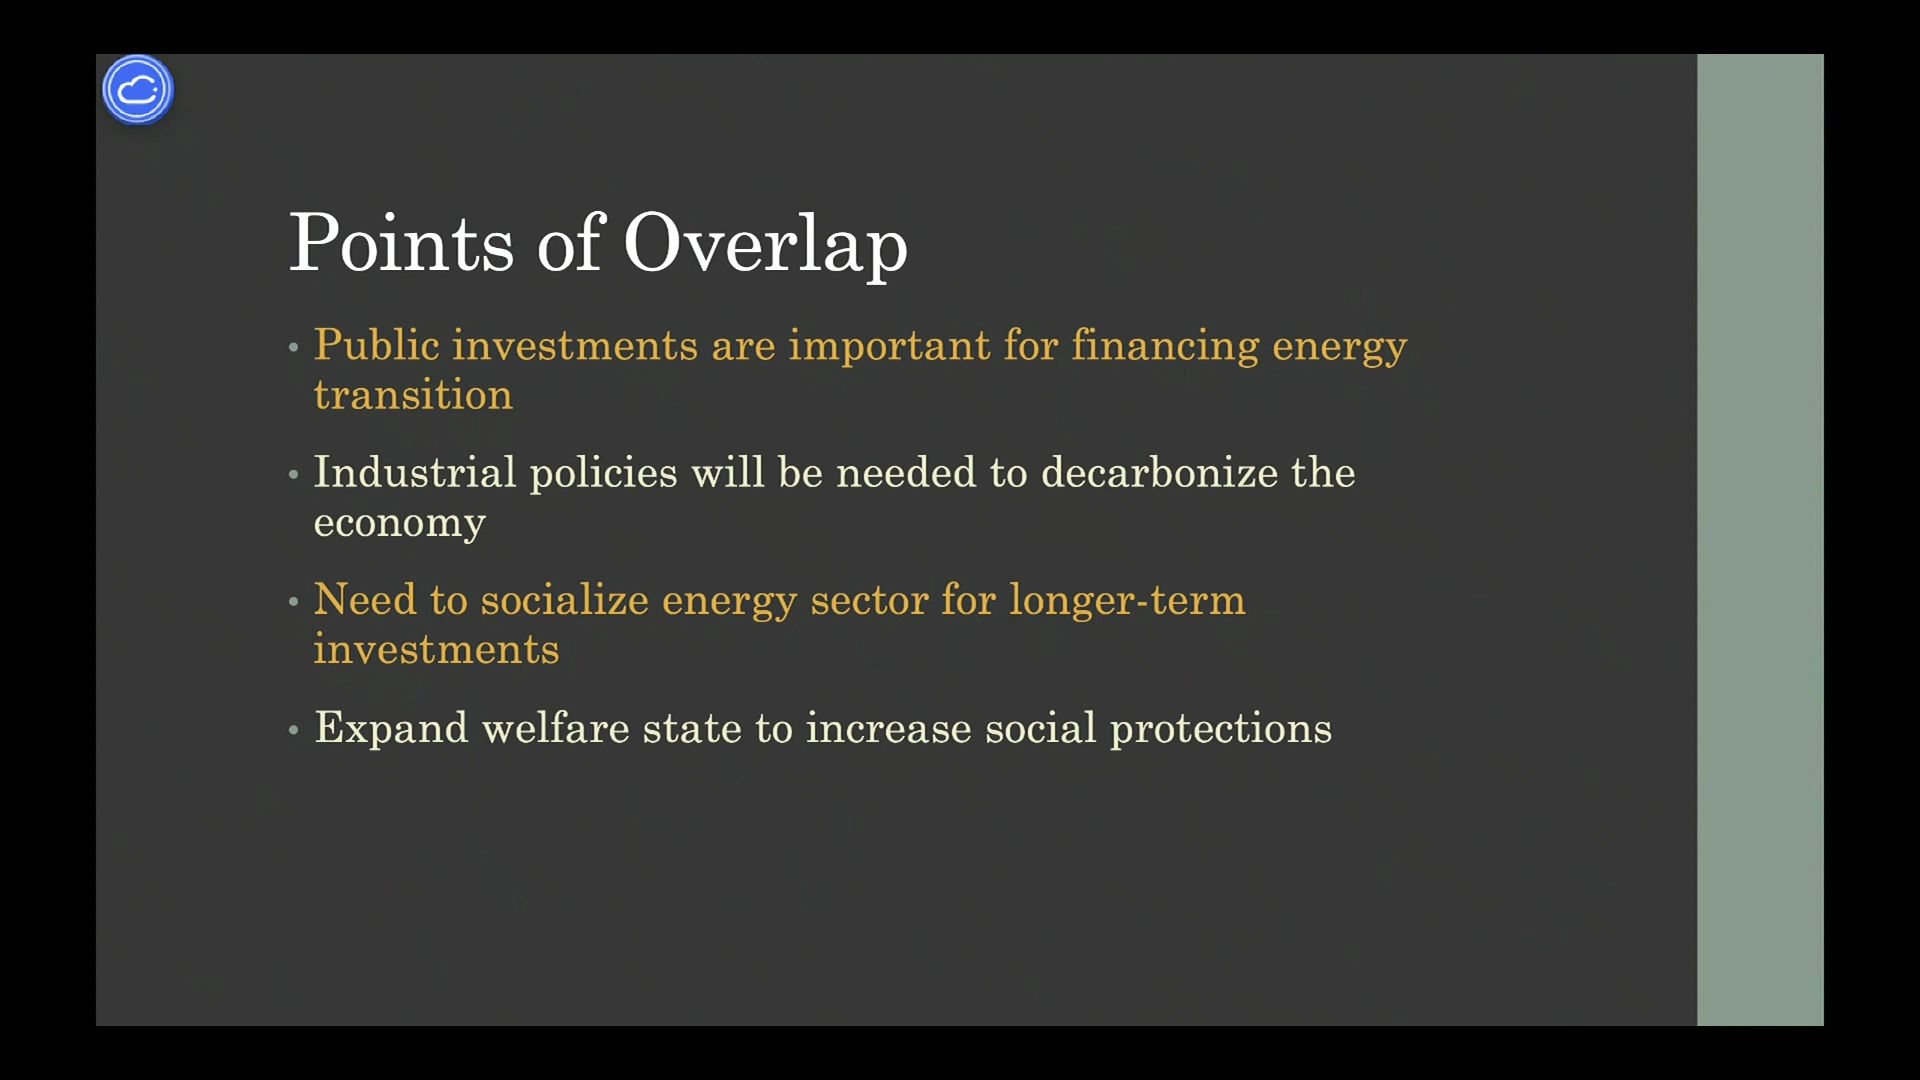 Points of Overlap
• Public investments are important for financing energy
transition
• Industrial policies will be needed to decarbonize the
economy
• Need to socialize energy sector for longer-term
investments
• Expand welfare state to increase social protections